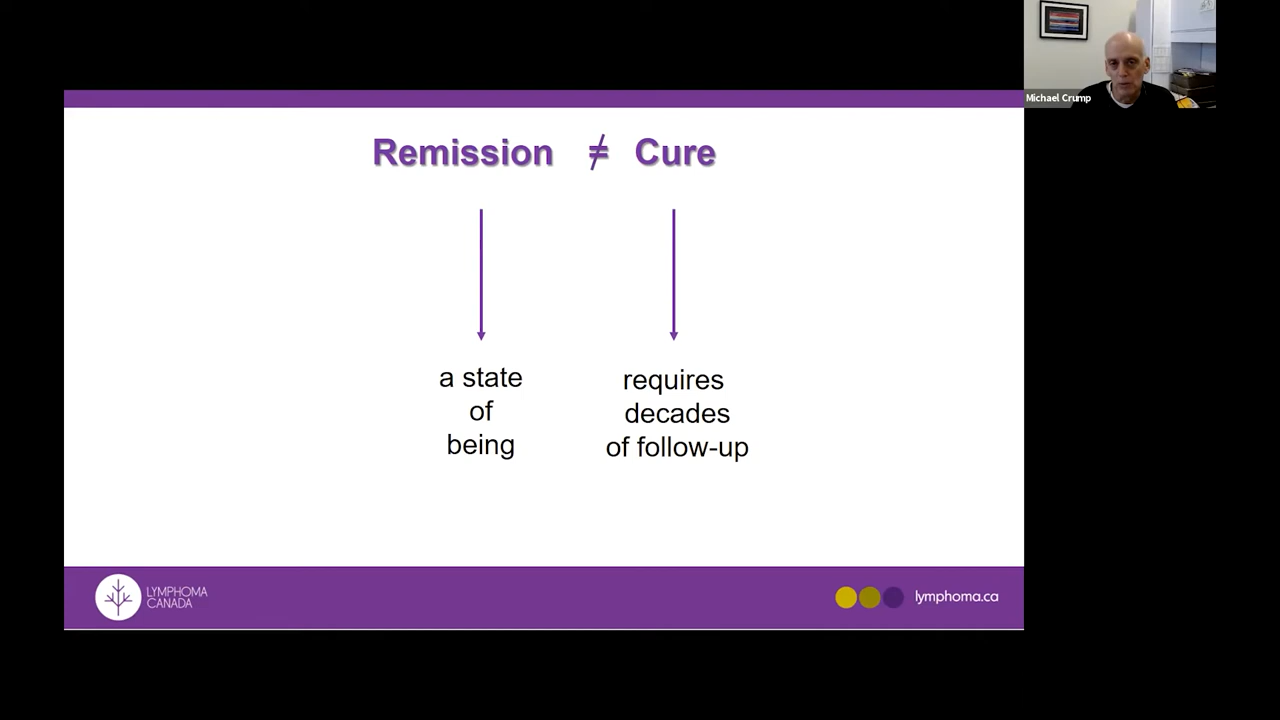 Michael Crump
Remission ≠ Cure
a state
of
being
requires
decades
of follow-up
LYMPHOMA
CANADA
lymphoma.ca